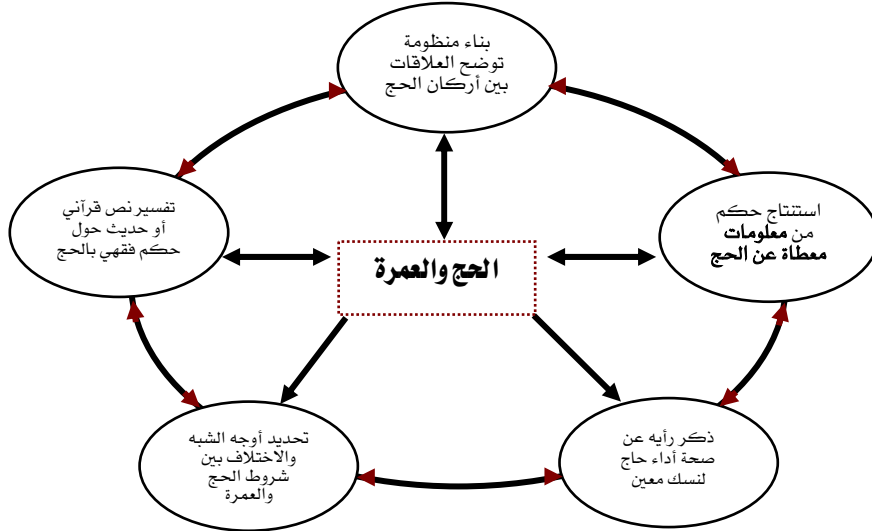 بناء منظومة
توضح العلاقات
بين أركان الحج
استنتاج حكم
من معلومات
معطاة عن الحج
تفسير نص قرآني
أو حديث حول
حكم فقهي بالحج
الحج والعمرة
ذكر رأيه عن
صحة أداء حاج
لنسك معين
تحديد أوجه الشبه
والاختلاف بين
شروط الحج
والعمرة